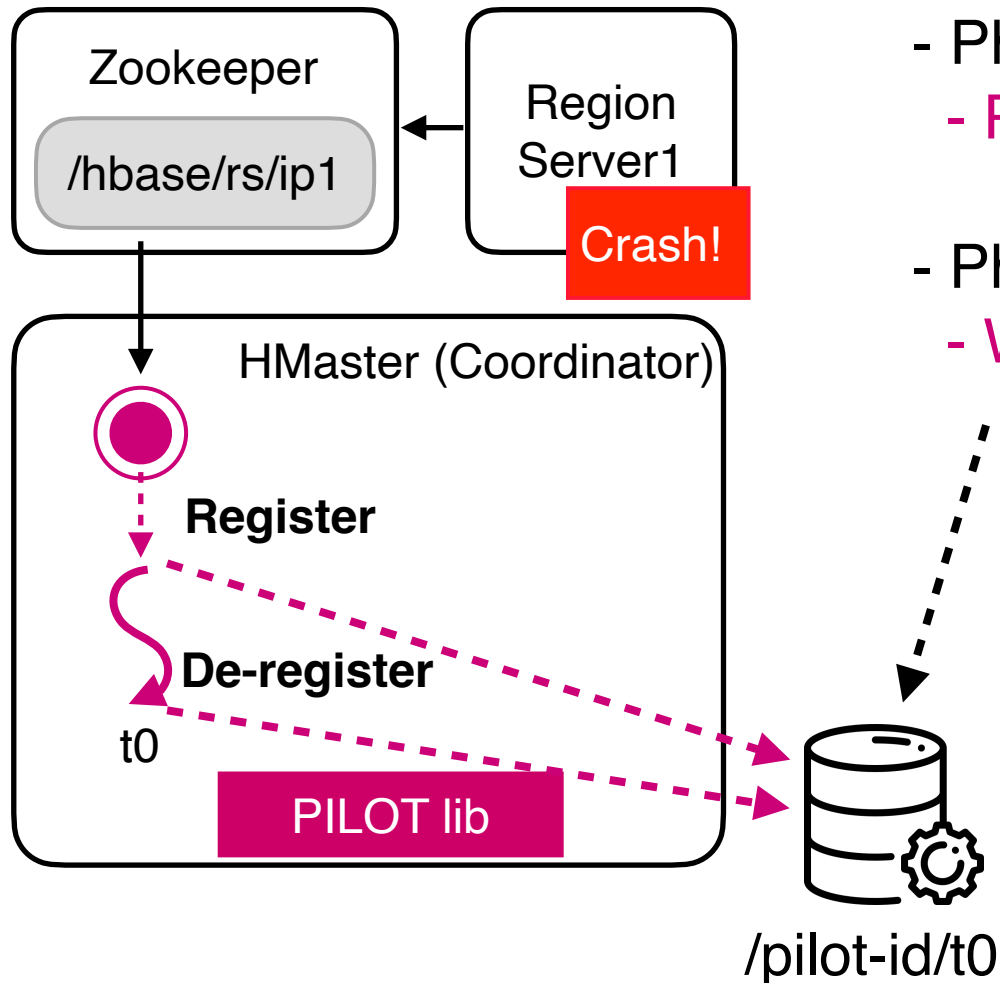 Zookeeper
/hbase/rs/ip1
Region
Server1
Crash!
HMaster (Coordinator)
Register
De-register
t0
PILOT lib
/pilot-id/t0